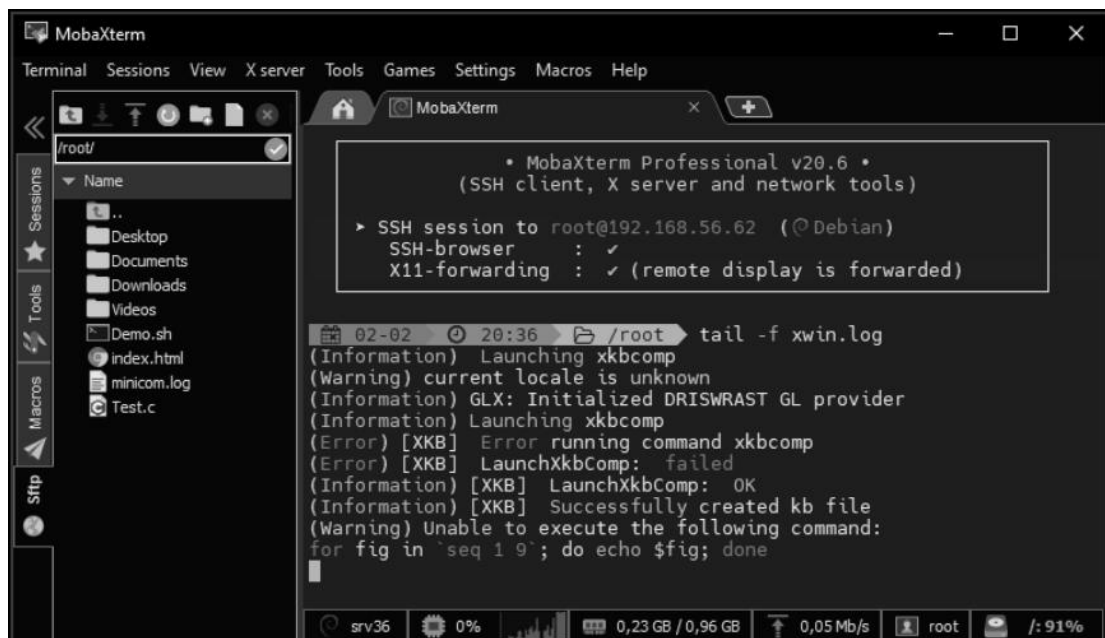 MobaXterm
Terminal Sessions View X server Tools Games Settings Macros Help
MobaXterm
/root/
Name
..
Desktop
Documents
Downloads
Videos
Demo.sh
index.html
minicom.log
Test.c
Sessions
Tools
Macros
Sftp
• MobaXterm Professional v20.6 •
(SSH client, X server and network tools)
➤ SSH session to root@192.168.56.62 (Debian)
SSH-browser : ✔
X11-forwarding : ✔ (remote display is forwarded)
02-02 20:36 /root tail -f xwin.log
(Information) Launching xkbcomp
(Warning) current locale is unknown
(Information) GLX: Initialized DRISWRAST GL provider
(Information) Launching xkbcomp
(Error) [XKB] Error running command xkbcomp
(Error) [XKB] LaunchXkbComp: failed
(Information) [XKB] LaunchXkbComp: OK
(Information) [XKB] Successfully created kb file
(Warning) Unable to execute the following command:
for fig in `seq 1 9`; do echo $fig; done
srv36 0% 0,23 GB / 0,96 GB 0,05 Mb/s root /: 91%